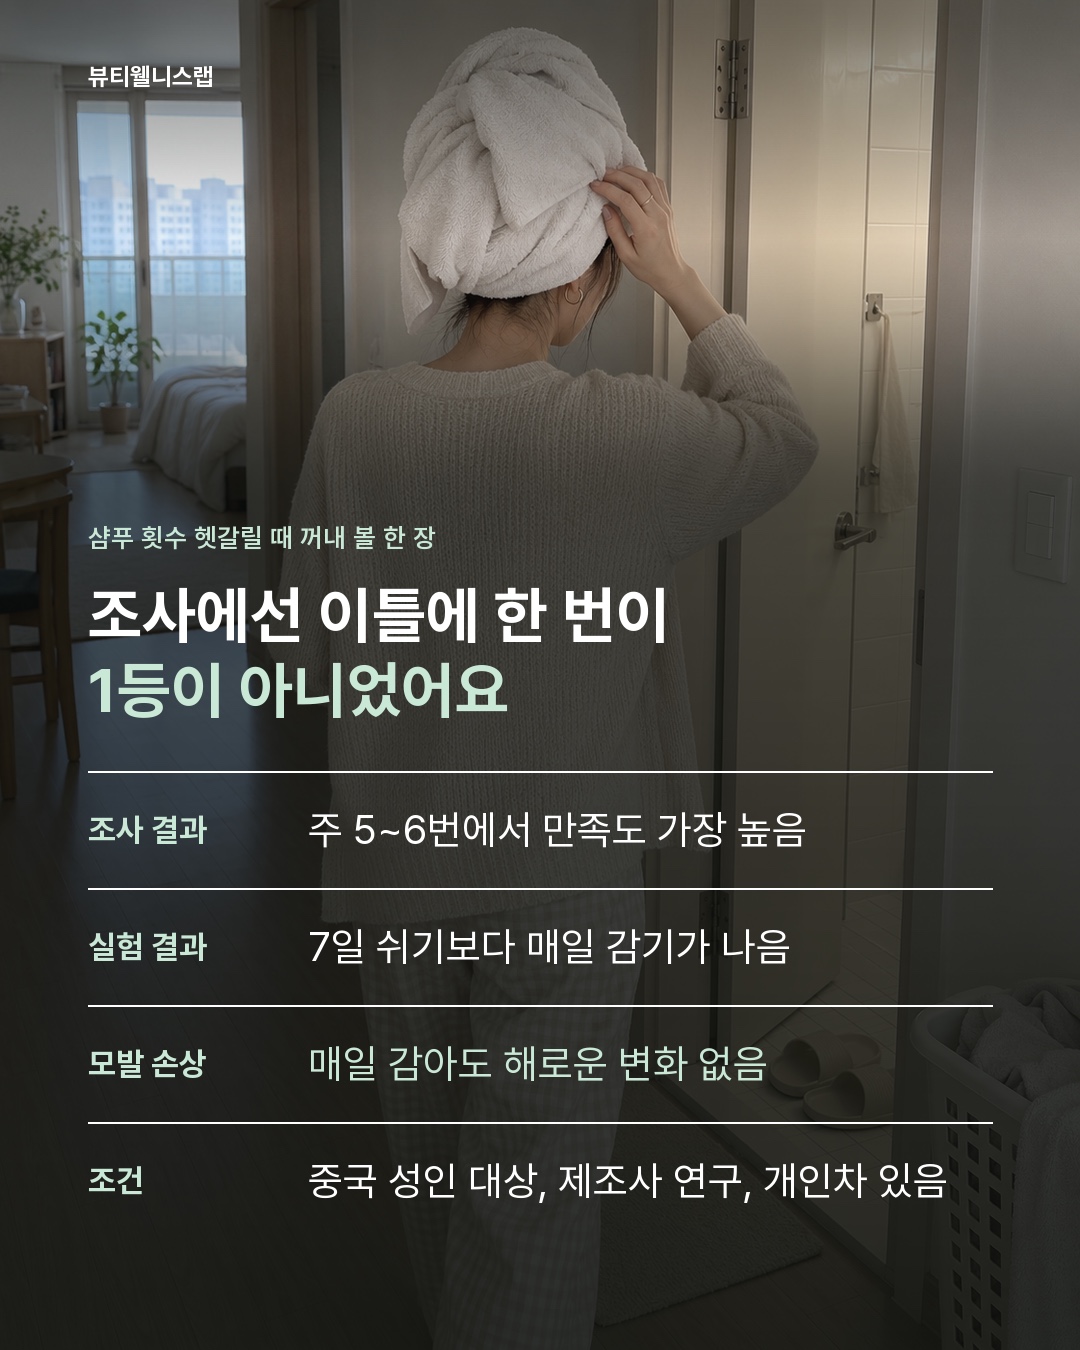 뷰티웰니스랩
샴푸 횟수 헷갈릴 때 꺼내 볼 한 장
조사에선 이틀에 한 번이
1등이 아니었어요
조사 결과 주 5~6번에서 만족도 가장 높음
실험 결과 7일 쉬기보다 매일 감기가 나음
모발 손상 매일 감아도 해로운 변화 없음
조건 중국 성인 대상, 제조사 연구, 개인차 있음